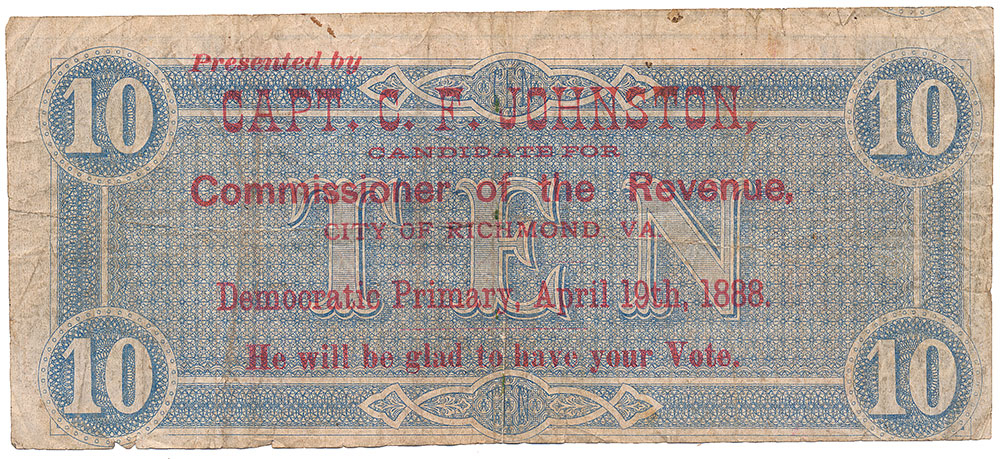 Presented by
10 CAPT. C. F. JOHNSTON, 10
CANDIDATE FOR
Commissioner of the Revenue,
TEN
CITY OF RICHMOND VA
Democratic Primary, April 19th, 1888.
10 He will be glad to have your Vote. 10